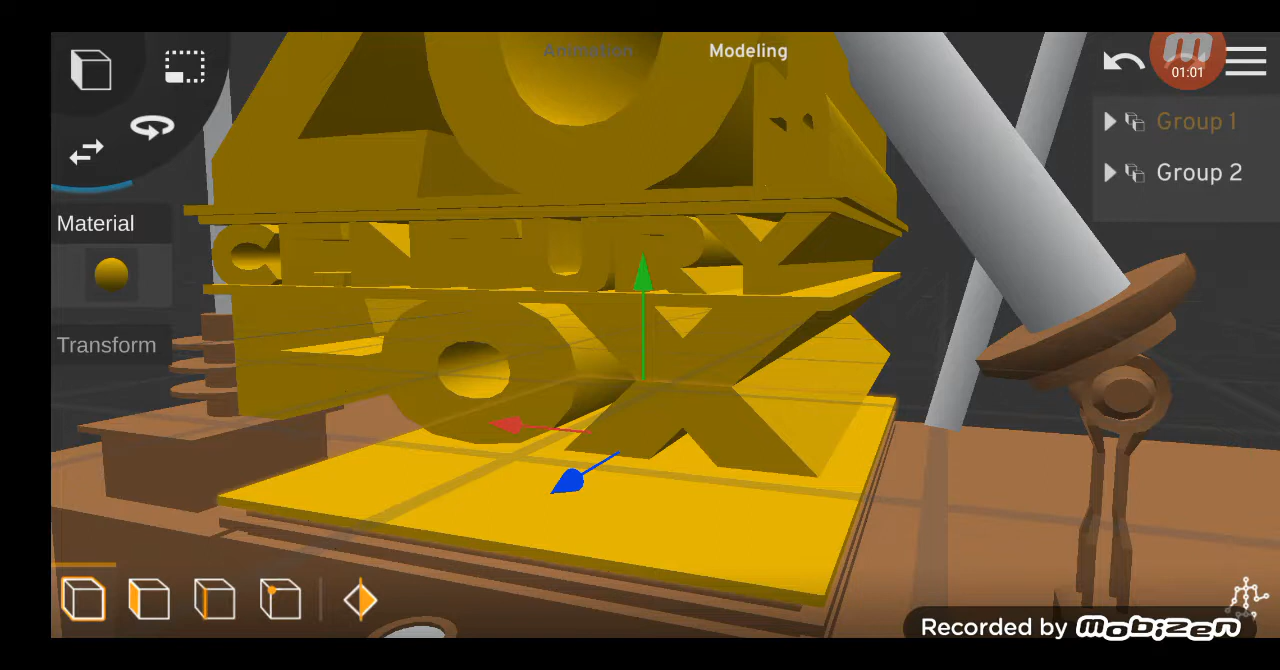 Animation
Modeling
01:01
Group 1
Group 2
Material
Transform
CENTURY
FOX
Recorded by mobizen